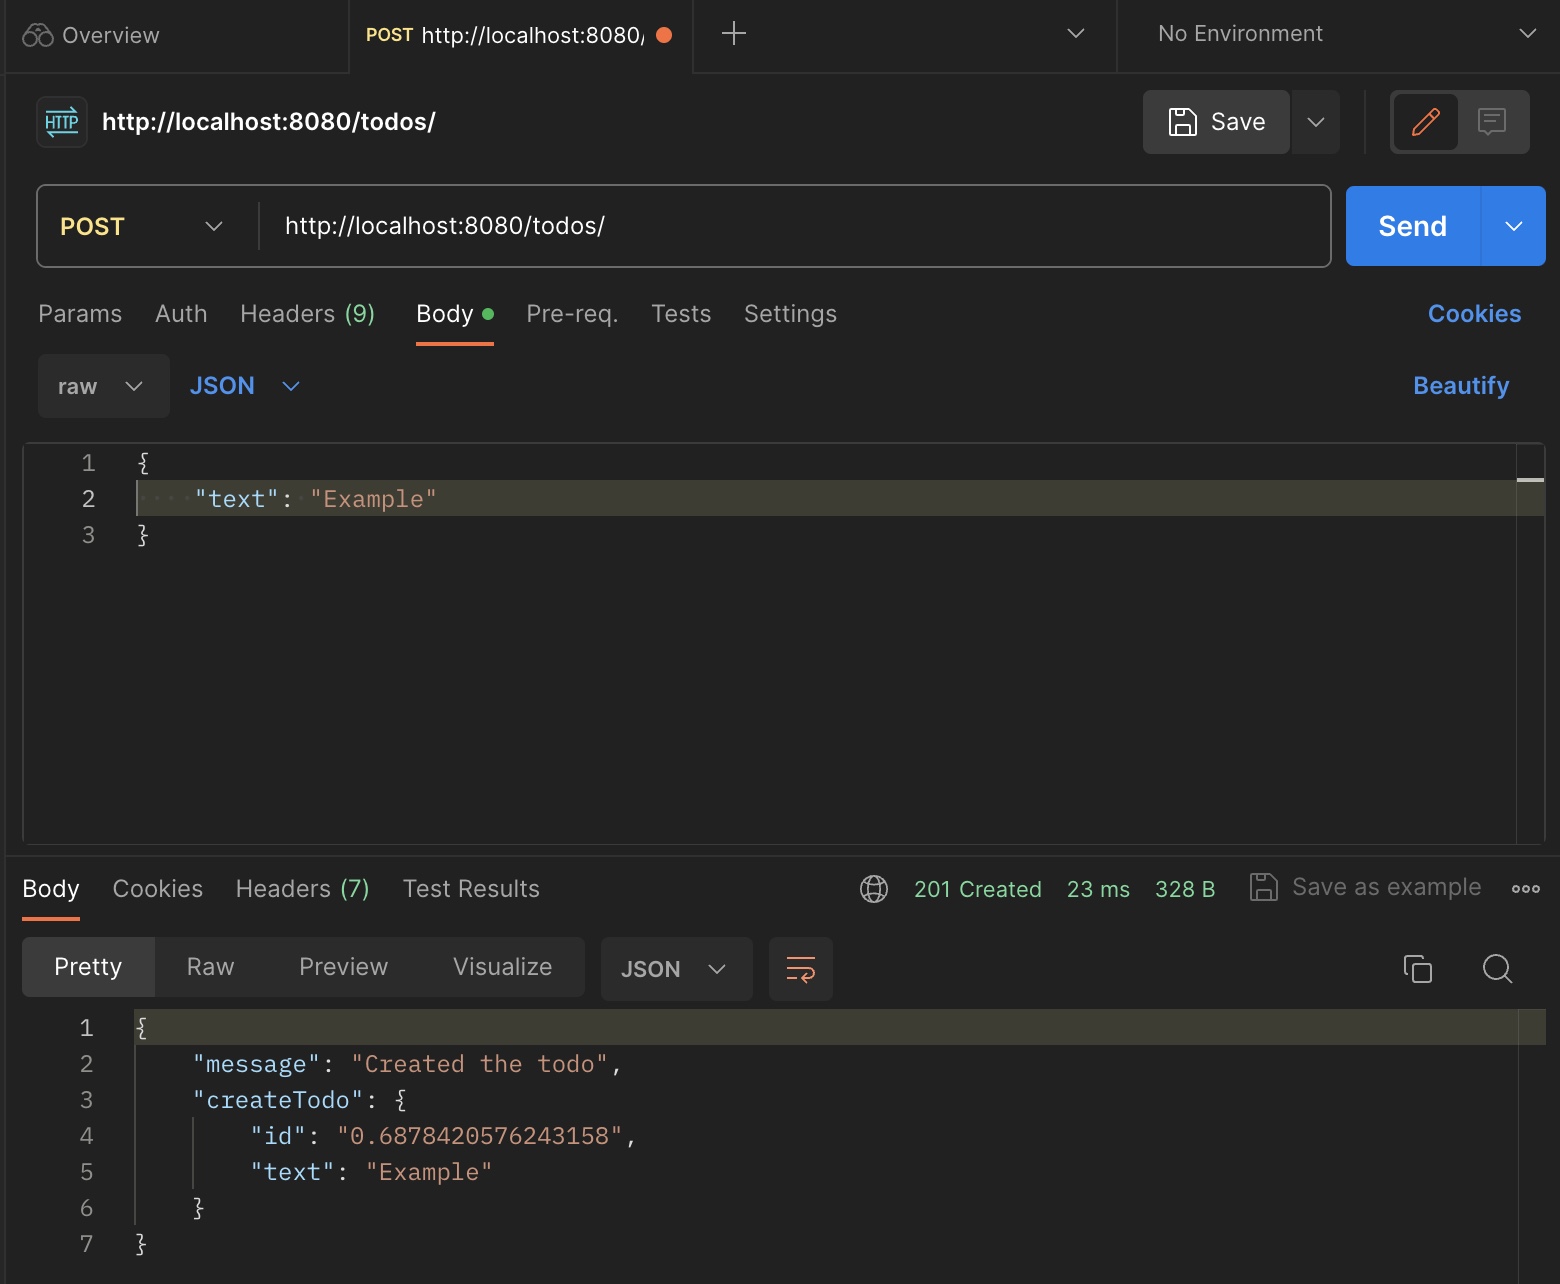 Overview
POST http://localhost:8080/
No Environment
HTTP http://localhost:8080/todos/
Save
POST http://localhost:8080/todos/
Send
Params Auth Headers (9) Body Pre-req. Tests Settings Cookies
raw JSON Beautify
1 {
2 "text": "Example"
3 }
Body Cookies Headers (7) Test Results 201 Created 23 ms 328 B Save as example
Pretty Raw Preview Visualize JSON
1 {
2 "message": "Created the todo",
3 "createTodo": {
4 "id": "0.6878420576243158",
5 "text": "Example"
6 }
7 }